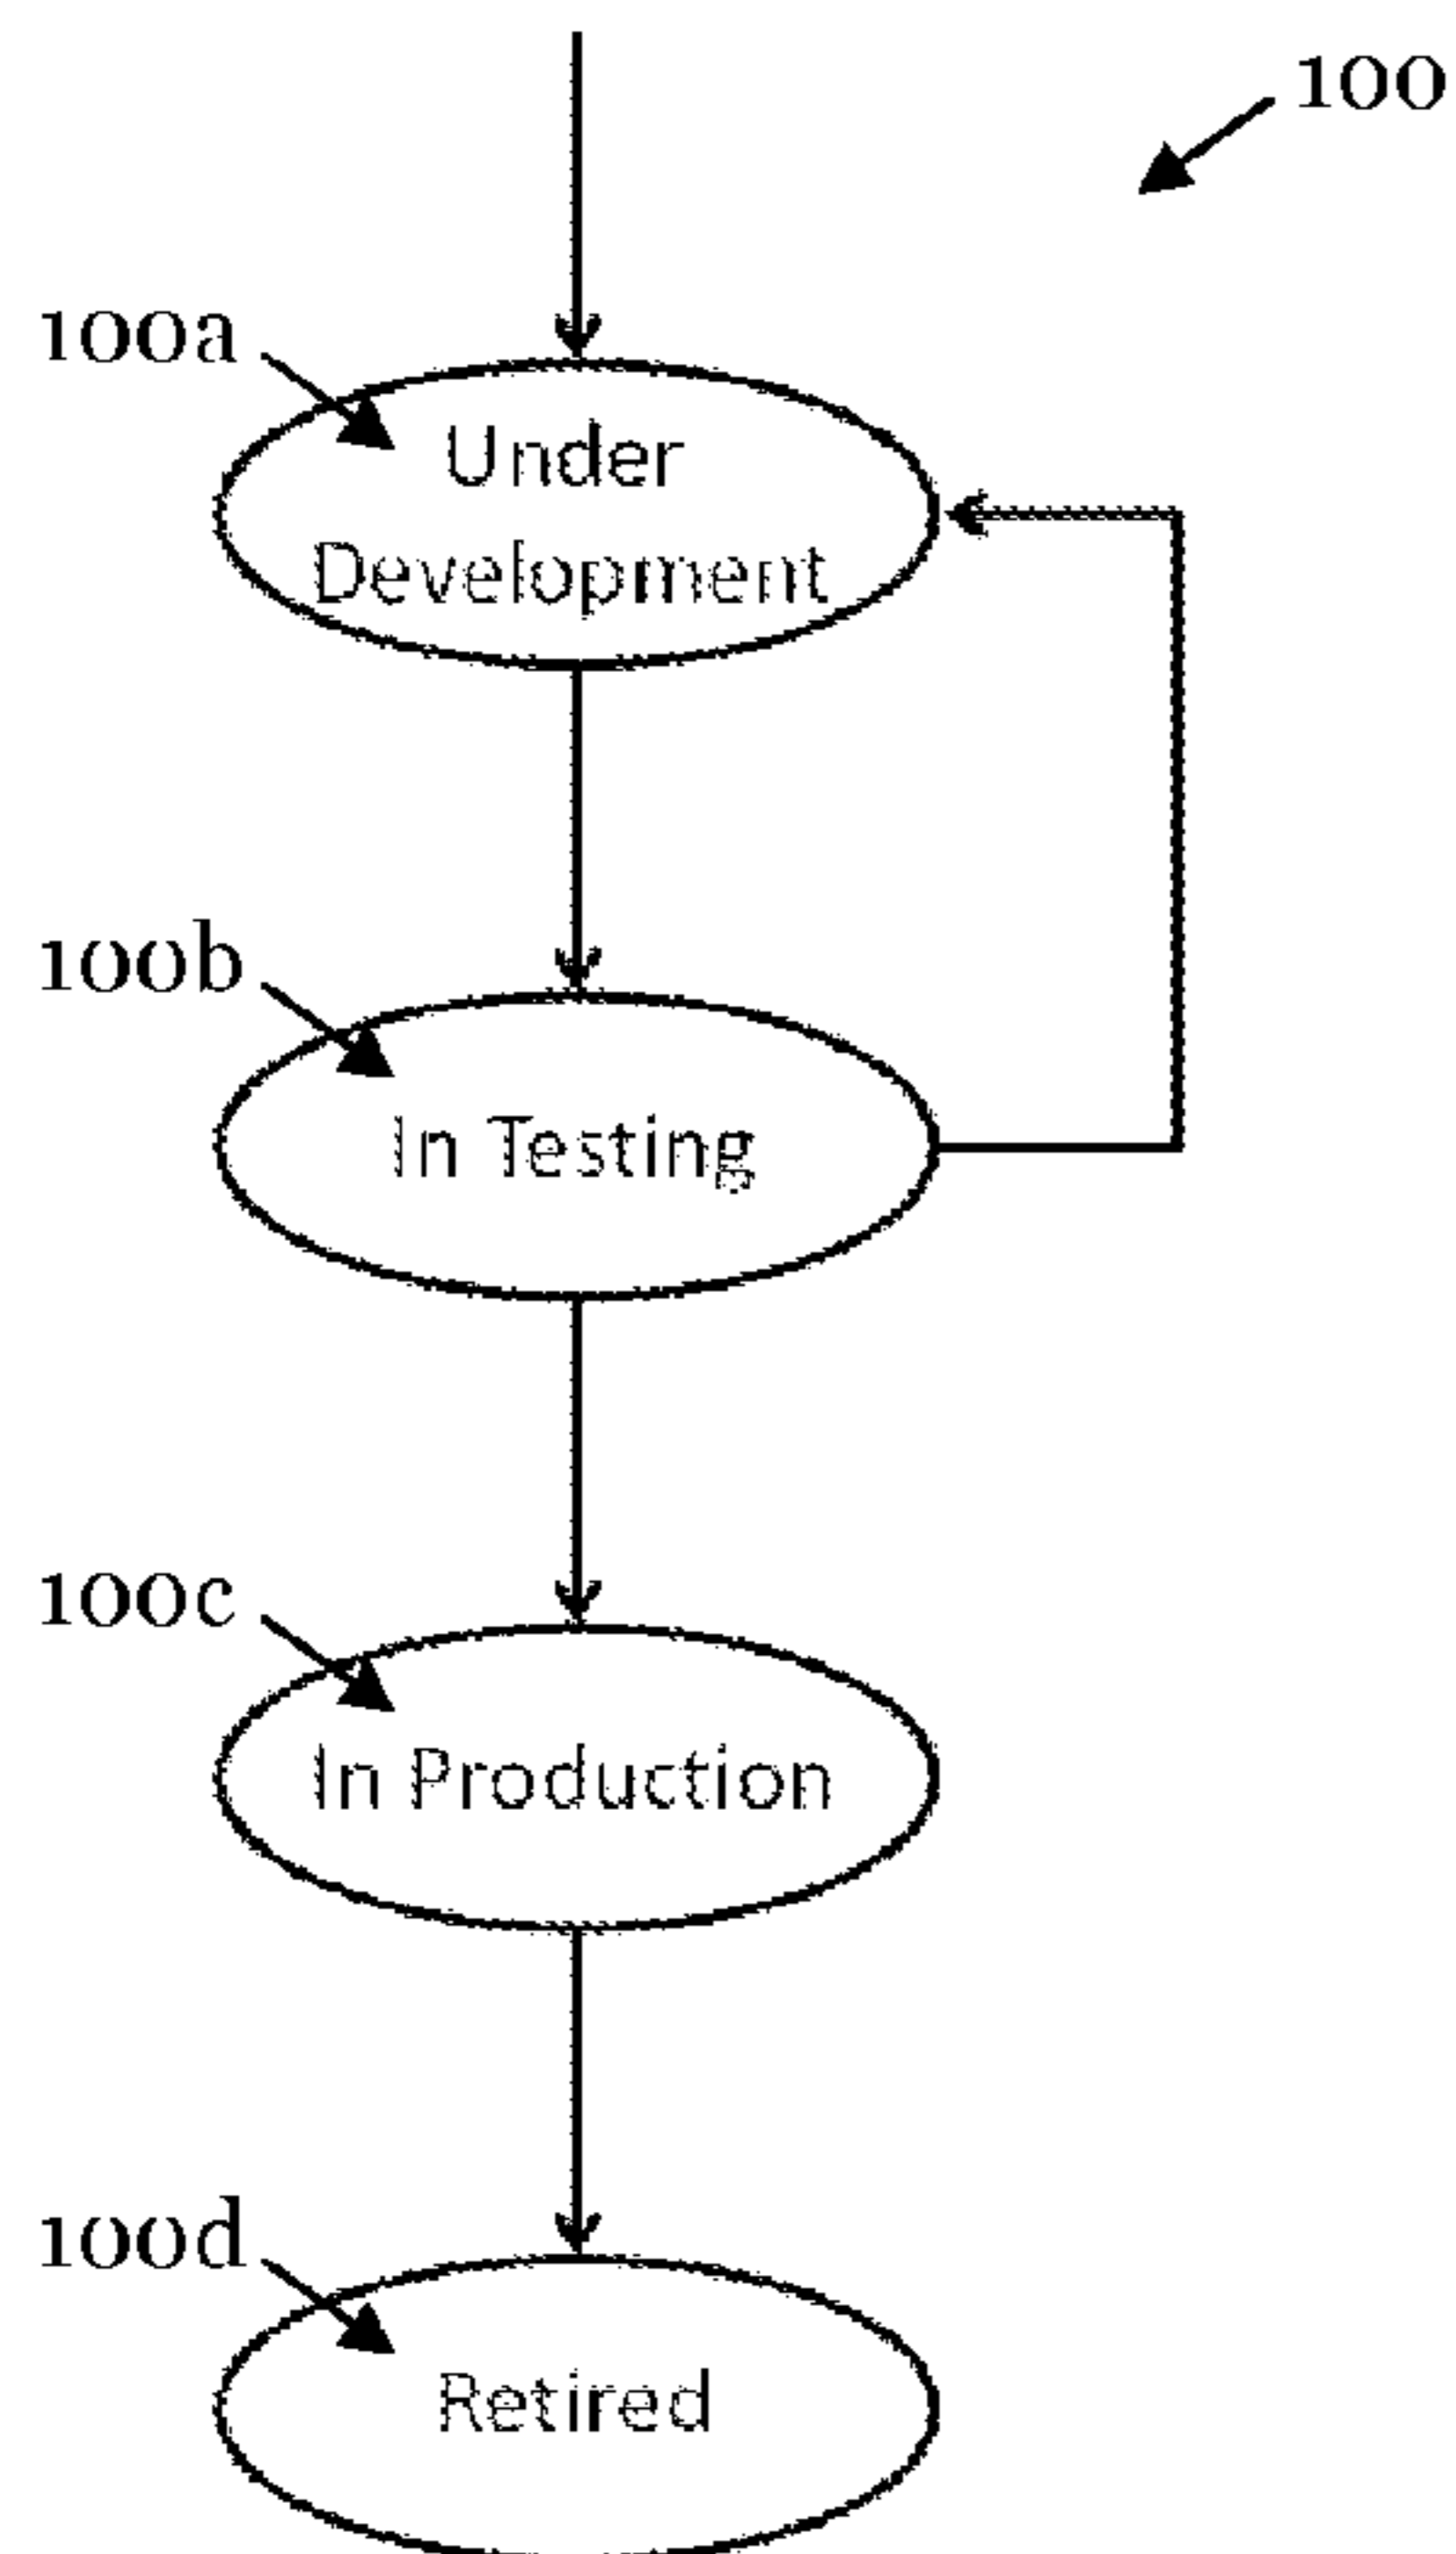 100
100a
Under
Development
100b
In Testing
100c
In Production
100d
Retired